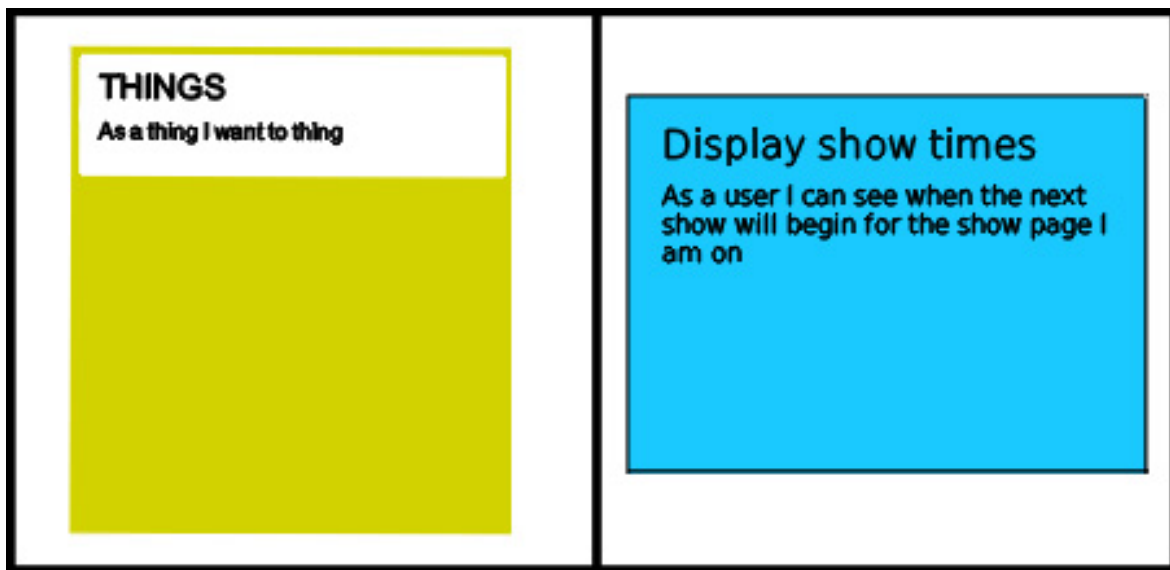 THINGS
As a thing I want to thing
Display show times
As a user I can see when the next
show will begin for the show page I
am on